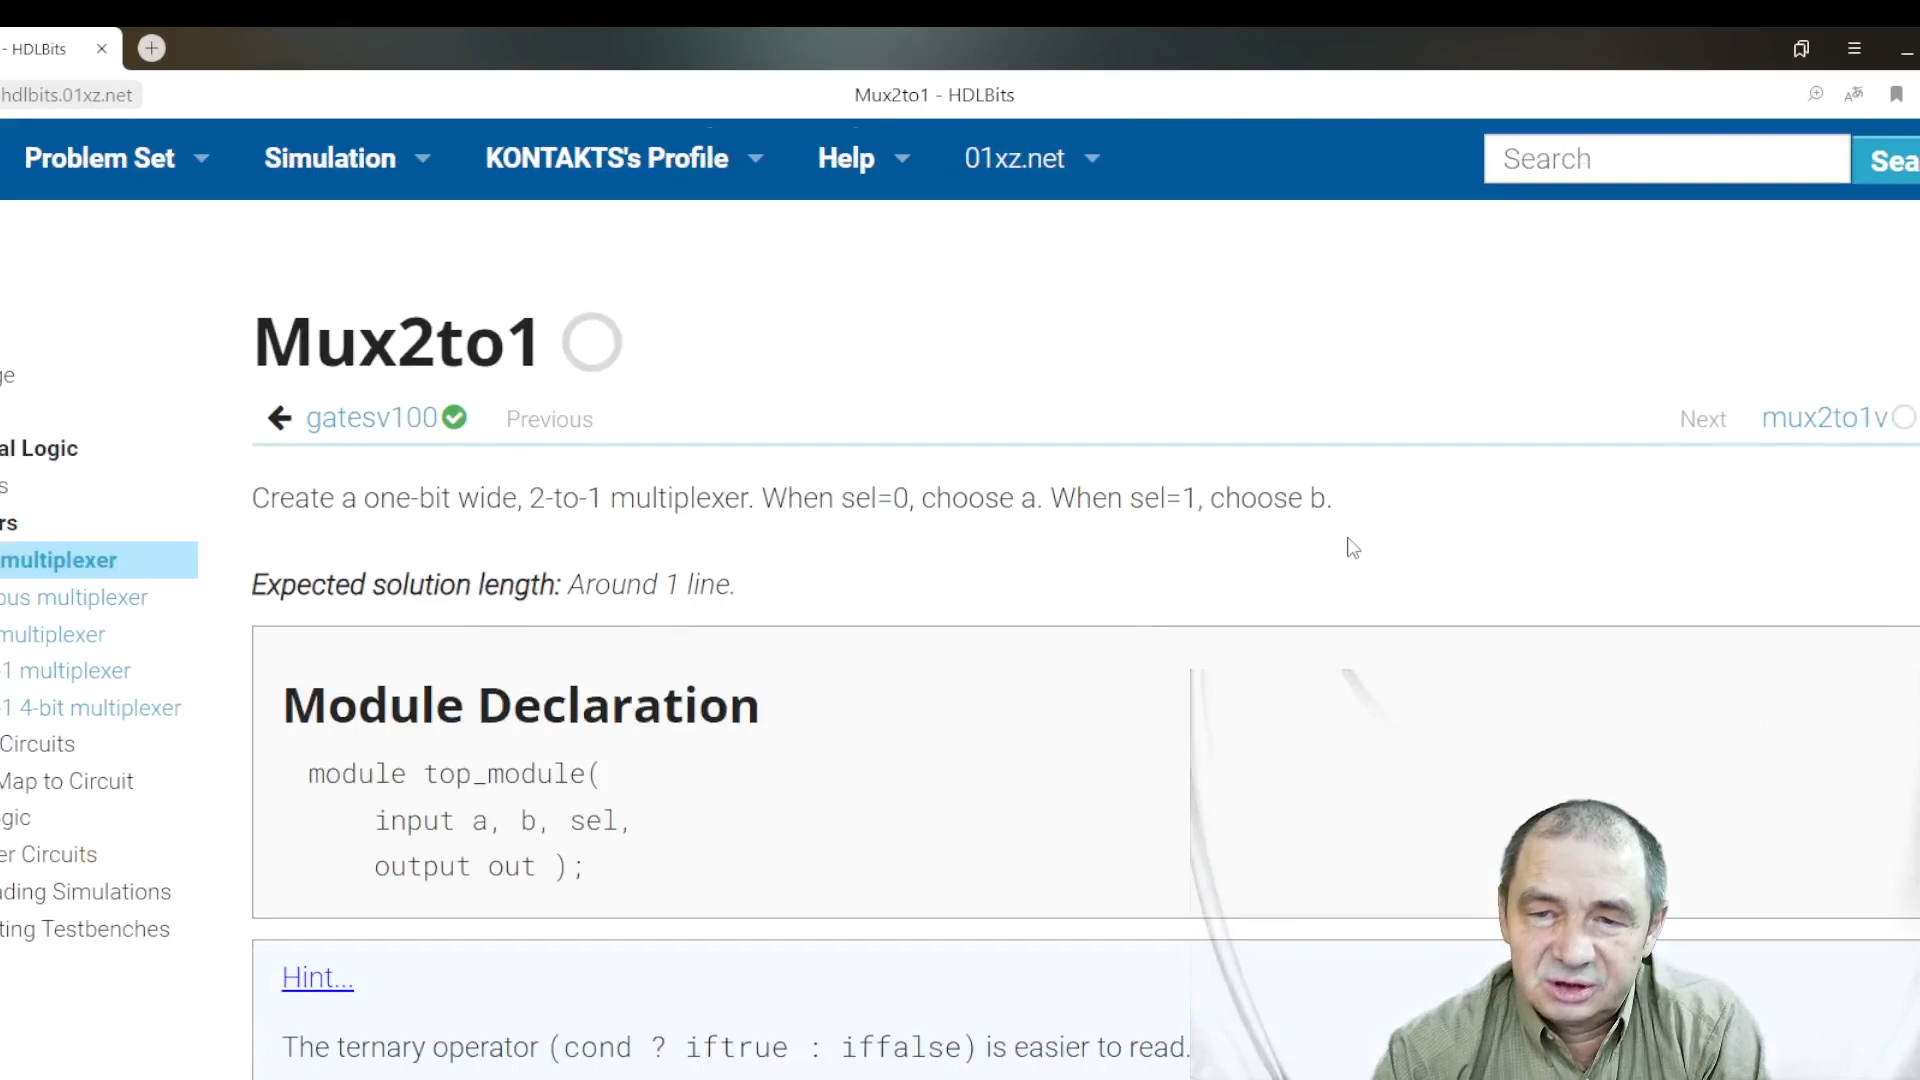 - HDLBits
hdlbits.01xz.net
Mux2to1 - HDLBits
Problem Set Simulation KONTAKTS's Profile Help 01xz.net Search Sea
Mux2to1
ge
gatesv100 Previous Next mux2to1v
al Logic
s
rs
multiplexer
bus multiplexer
multiplexer
-1 multiplexer
-1 4-bit multiplexer
Circuits
Map to Circuit
gic
er Circuits
ading Simulations
ting Testbenches
Create a one-bit wide, 2-to-1 multiplexer. When sel=0, choose a. When sel=1, choose b.
Expected solution length: Around 1 line.
Module Declaration
module top_module(
input a, b, sel,
output out );
Hint...
The ternary operator (cond ? iftrue : iffalse) is easier to read.